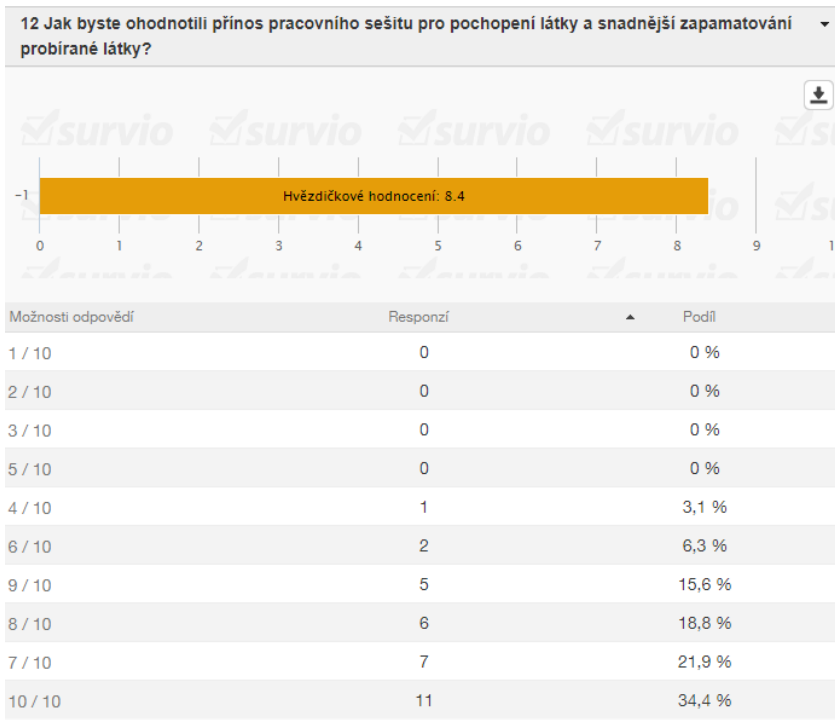 12 Jak byste ohodnotili přínos pracovního sešitu pro pochopení látky a snadnější zapamatování
probírané látky?
survio survio survio survio
-1
Hvězdičkové hodnocení: 8.4
0 1 2 3 4 5 6 7 8 9 1
Možnosti odpovědí Responzí Podíl
1 / 10 0 0 %
2 / 10 0 0 %
3 / 10 0 0 %
5 / 10 0 0 %
4 / 10 1 3,1 %
6 / 10 2 6,3 %
9 / 10 5 15,6 %
8 / 10 6 18,8 %
7 / 10 7 21,9 %
10 / 10 11 34,4 %